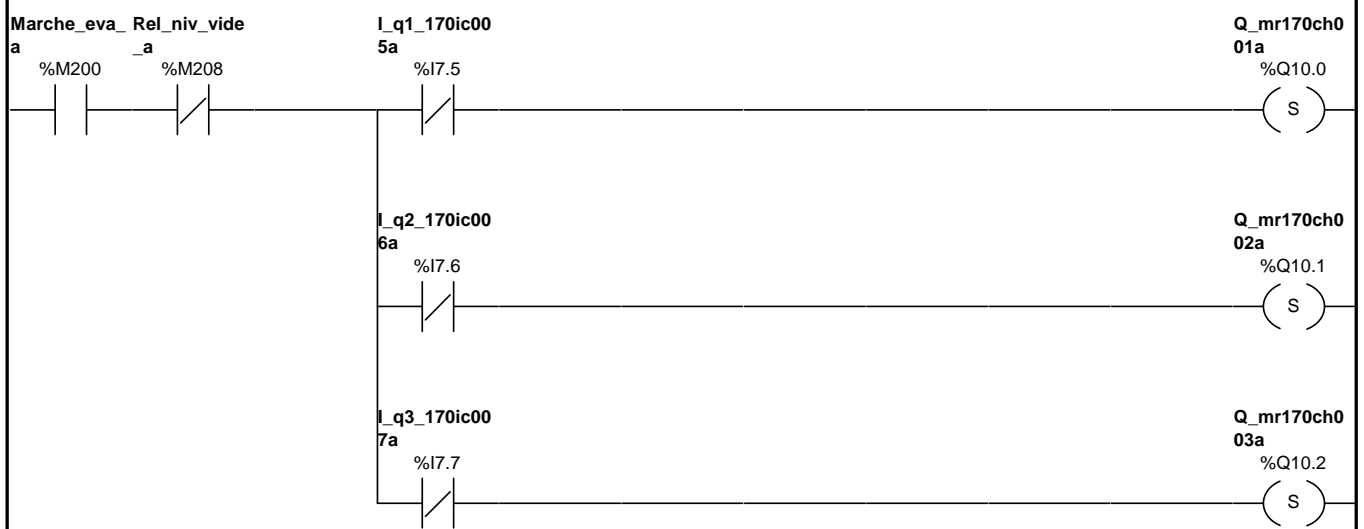 Marche_eva_ Rel_niv_vide I_q1_170ic00 Q_mr170ch0
a _a 5a 01a
%M200 %M208 %I7.5 %Q10.0
S
I_q2_170ic00 Q_mr170ch0
6a 02a
%I7.6 %Q10.1
S
I_q3_170ic00 Q_mr170ch0
7a 03a
%I7.7 %Q10.2
S